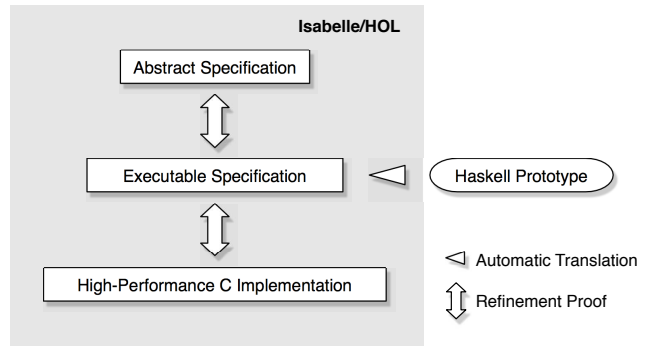 Isabelle/HOL
Abstract Specification
Executable Specification
Haskell Prototype
High-Performance C Implementation
Automatic Translation
Refinement Proof